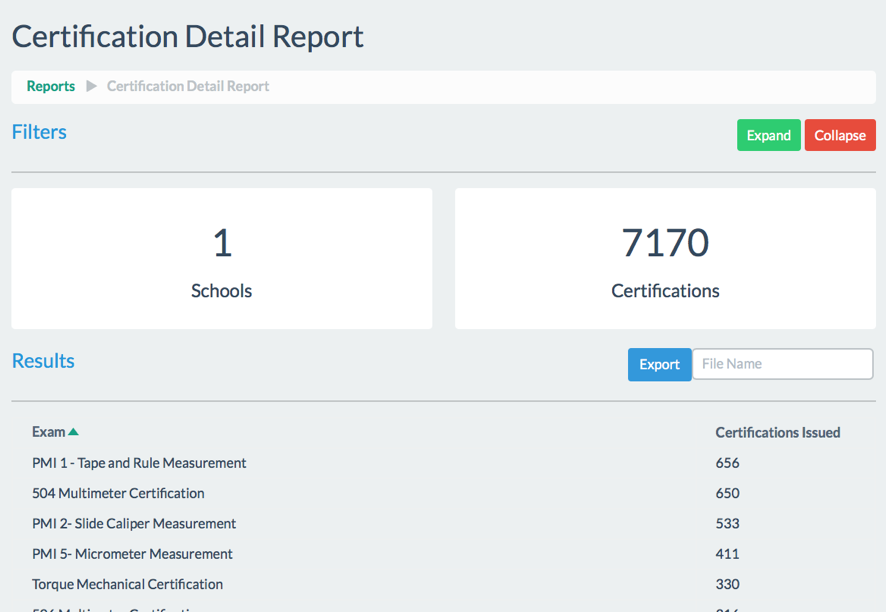 Certification Detail Report
Reports ▶ Certification Detail Report
Filters
Expand Collapse
1
Schools
7170
Certifications
Results
Export File Name
Exam ▲ Certifications Issued
PMI 1 - Tape and Rule Measurement 656
504 Multimeter Certification 650
PMI 2- Slide Caliper Measurement 533
PMI 5- Micrometer Measurement 411
Torque Mechanical Certification 330